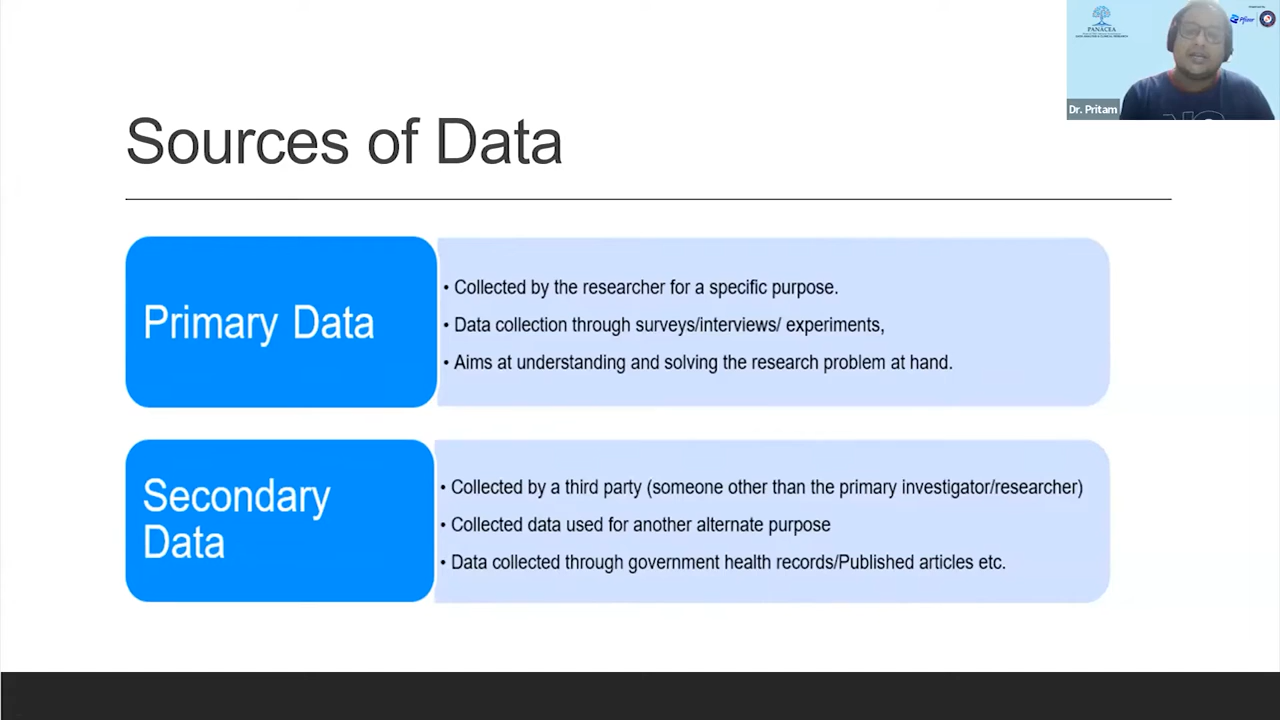 PANACEA
Pfizer
Dr. Pritam
Sources of Data
Primary Data
• Collected by the researcher for a specific purpose.
• Data collection through surveys/interviews/ experiments,
• Aims at understanding and solving the research problem at hand.
Secondary
Data
• Collected by a third party (someone other than the primary investigator/researcher)
• Collected data used for another alternate purpose
• Data collected through government health records/Published articles etc.